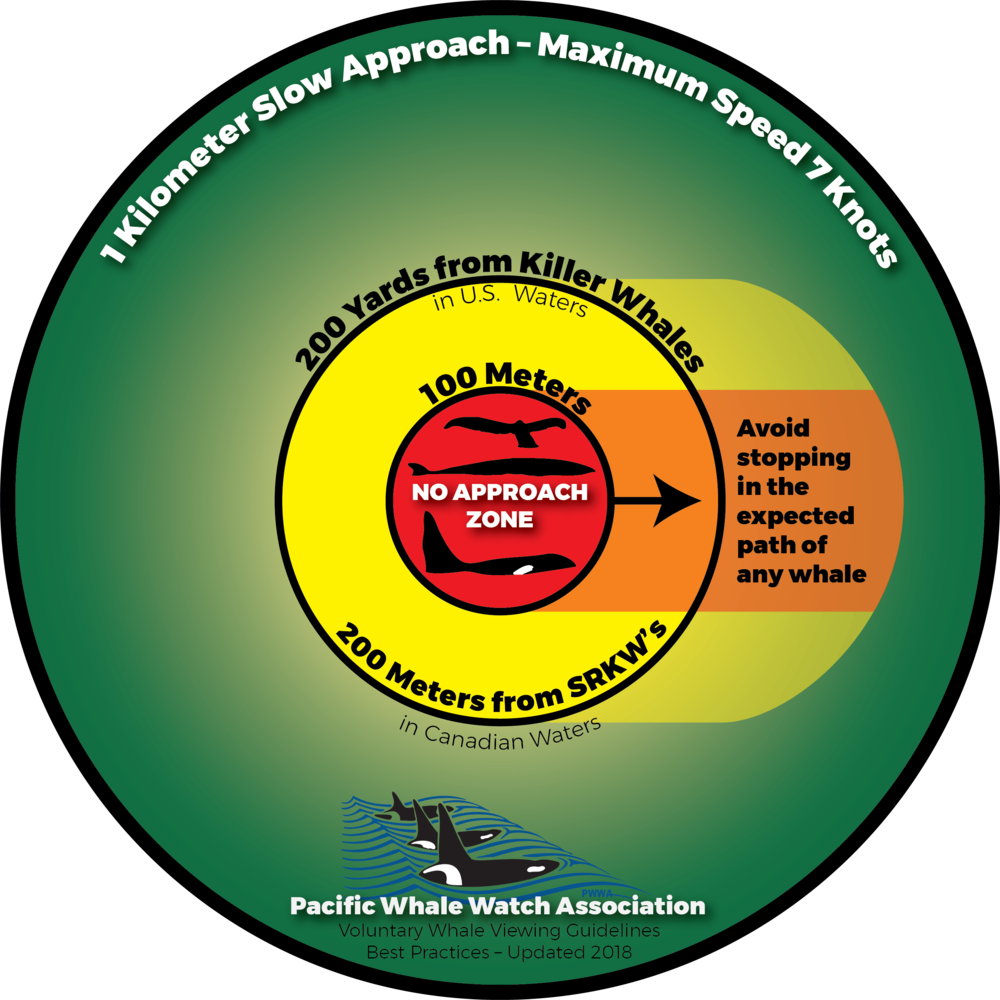 1 Kilometer Slow Approach – Maximum Speed 7 Knots
200 Yards from Killer Whales
in U.S. Waters
100 Meters
NO APPROACH
ZONE
Avoid
stopping
in the
expected
path of
any whale
200 Meters from SRKW's
in Canadian Waters
PWWA
Pacific Whale Watch Association
Voluntary Whale Viewing Guidelines
Best Practices – Updated 2018